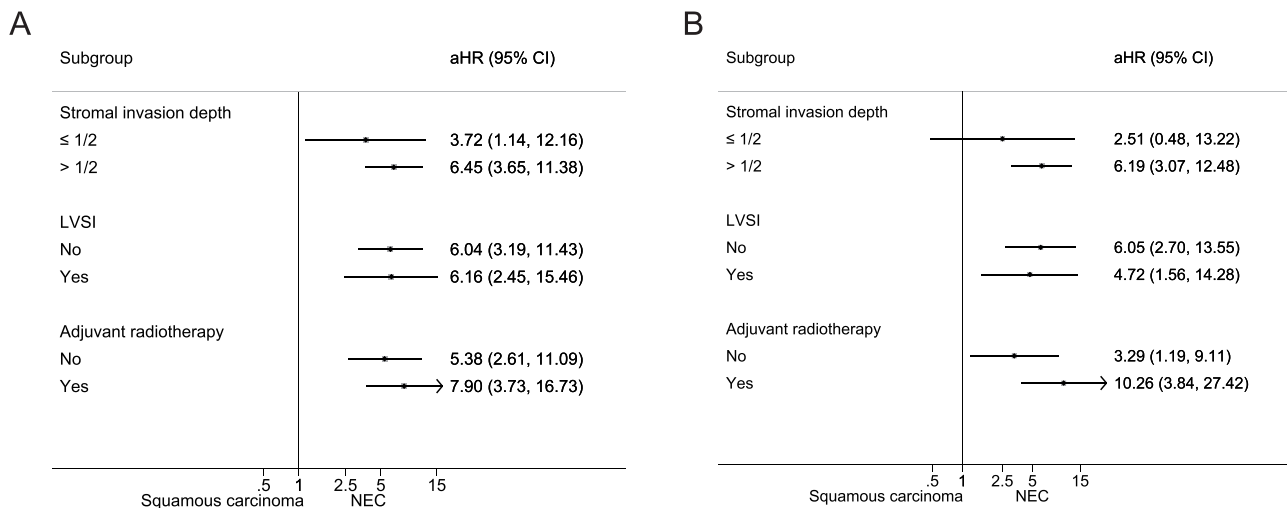 A
Subgroup aHR (95% CI)
Stromal invasion depth
≤ 1/2 3.72 (1.14, 12.16)
> 1/2 6.45 (3.65, 11.38)
LVSI
No 6.04 (3.19, 11.43)
Yes 6.16 (2.45, 15.46)
Adjuvant radiotherapy
No 5.38 (2.61, 11.09)
Yes 7.90 (3.73, 16.73)
.5 1 2.5 5 15
Squamous carcinoma NEC
B
Subgroup aHR (95% CI)
Stromal invasion depth
≤ 1/2 2.51 (0.48, 13.22)
> 1/2 6.19 (3.07, 12.48)
LVSI
No 6.05 (2.70, 13.55)
Yes 4.72 (1.56, 14.28)
Adjuvant radiotherapy
No 3.29 (1.19, 9.11)
Yes 10.26 (3.84, 27.42)
.5 1 2.5 5 15
Squamous carcinoma NEC